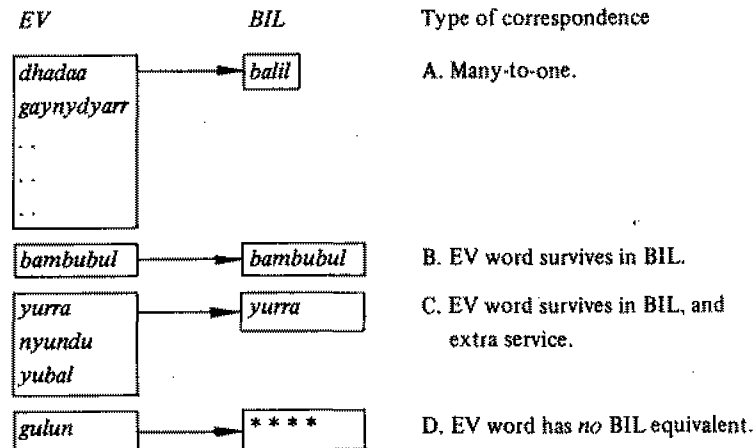 EV BIL Type of correspondence
dhadaa balil A. Many-to-one.
gaynydyarr
. .
. .
. .
bambubul bambubul B. EV word survives in BIL.
yurra yurra C. EV word survives in BIL, and
nyundu extra service.
yubal
gulun * * * * D. EV word has no BIL equivalent.